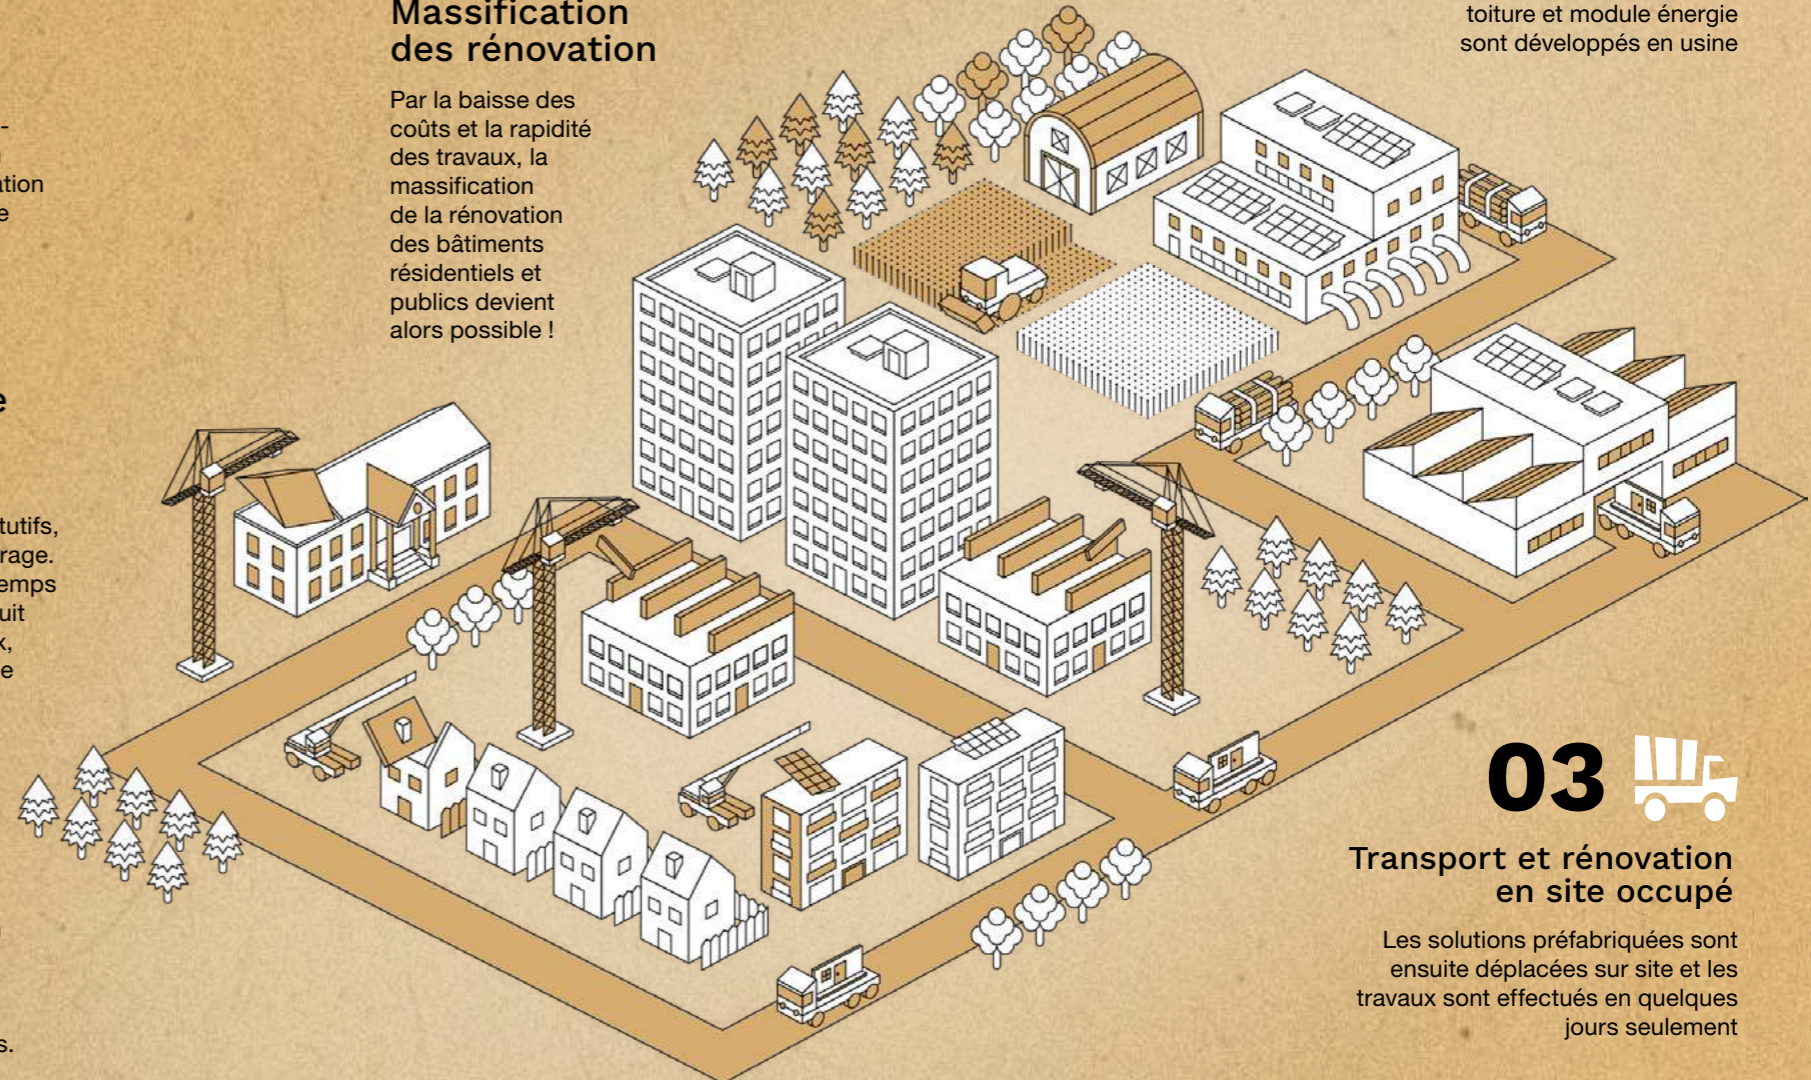 Massification
des rénovation
Par la baisse des
coûts et la rapidité
des travaux, la
massification
de la rénovation
des bâtiments
résidentiels et
publics devient
alors possible !
toiture et module énergie
sont développés en usine
03
Transport et rénovation
en site occupé
Les solutions préfabriquées sont
ensuite déplacées sur site et les
travaux sont effectués en quelques
jours seulement